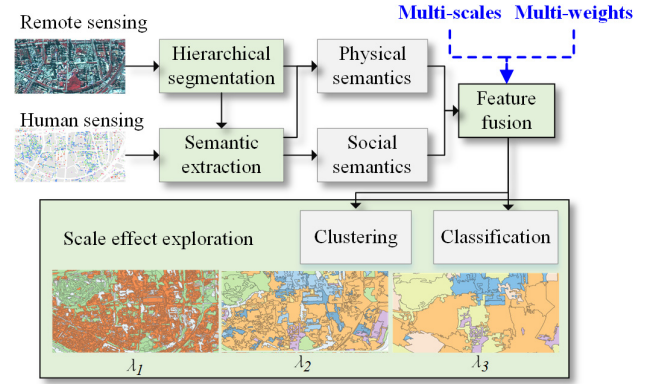 Multi-scales Multi-weights
Remote sensing
Hierarchical
segmentation
Physical
semantics
Feature
fusion
Human sensing
Semantic
extraction
Social
semantics
Scale effect exploration
Clustering
Classification
λ1
λ2
λ3